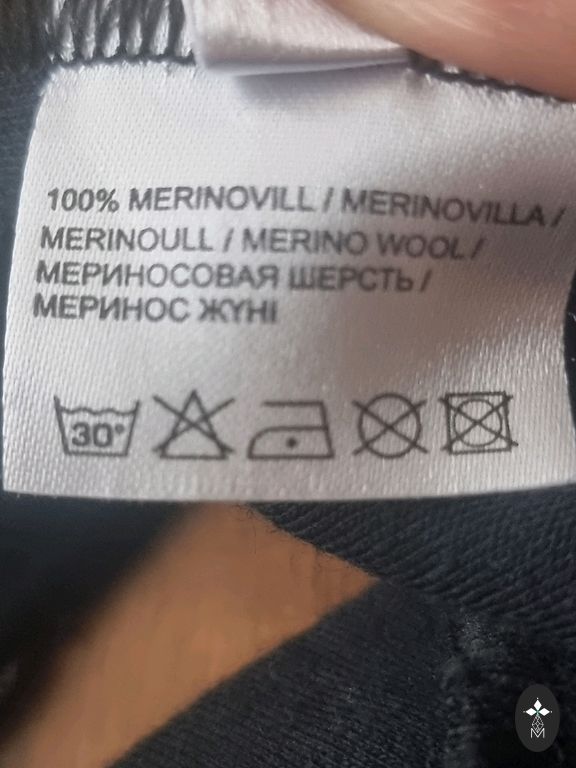 100% MERINOVILL / MERINOVILLA /
MERINOULL / MERINO WOOL /
МЕРИНОСОВАЯ ШЕРСТЬ /
МЕРИНОС ЖҮНІ
30°
M